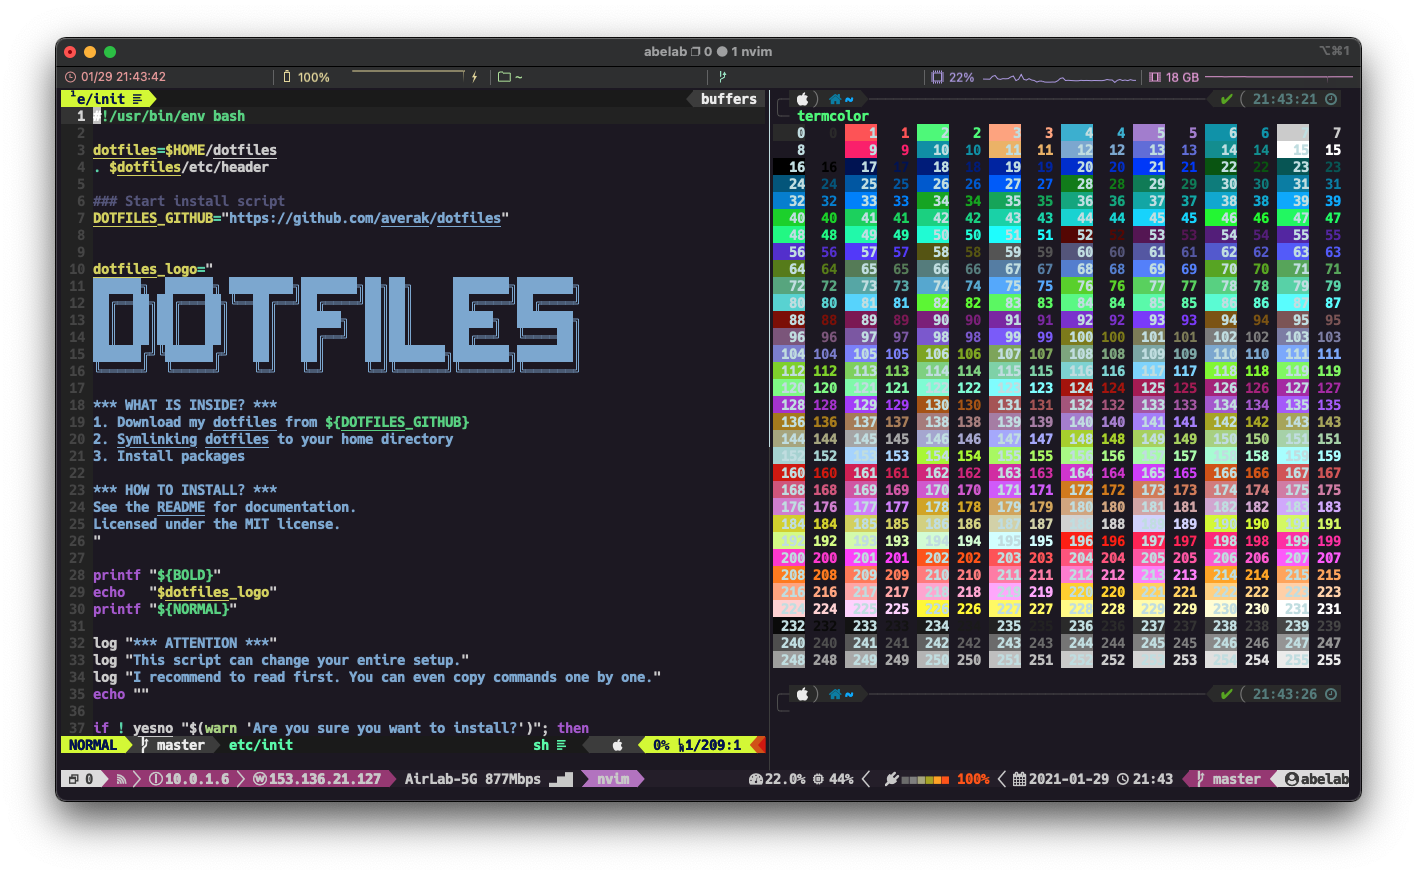 abelab 0 1 nvim ⌥⌘1
01/29 21:43:42 100% ~ 22% 18 GB
¹e/init buffers
1 #!/usr/bin/env bash
2
3 dotfiles=$HOME/dotfiles
4 . $dotfiles/etc/header
5
6 ### Start install script
7 DOTFILES_GITHUB="https://github.com/averak/dotfiles"
8
9
10 dotfiles_logo="
11
12
13 DOTFILES
14
15
16
17
18 *** WHAT IS INSIDE? ***
19 1. Download my dotfiles from ${DOTFILES_GITHUB}
20 2. Symlinking dotfiles to your home directory
21 3. Install packages
22
23 *** HOW TO INSTALL? ***
24 See the README for documentation.
25 Licensed under the MIT license.
26 "
27
28 printf "${BOLD}"
29 echo   "$dotfiles_logo"
30 printf "${NORMAL}"
31
32 log "*** ATTENTION ***"
33 log "This script can change your entire setup."
34 log "I recommend to read first. You can even copy commands one by one."
35 echo ""
36
37 if ! yesno "$(warn 'Are you sure you want to install?')"; then
NORMAL master etc/init sh 0% 1/209:1
~ ✔ 21:43:21
termcolor
0 0 1 1 2 2 3 3 4 4 5 5 6 6 7 7
8 9 9 10 10 11 11 12 12 13 13 14 14 15 15
16 16 17 17 18 18 19 19 20 20 21 21 22 22 23 23
24 24 25 25 26 26 27 27 28 28 29 29 30 30 31 31
32 32 33 33 34 34 35 35 36 36 37 37 38 38 39 39
40 40 41 41 42 42 43 43 44 44 45 45 46 46 47 47
48 48 49 49 50 50 51 51 52 52 53 53 54 54 55 55
56 56 57 57 58 58 59 59 60 60 61 61 62 62 63 63
64 64 65 65 66 66 67 67 68 68 69 69 70 70 71 71
72 72 73 73 74 74 75 75 76 76 77 77 78 78 79 79
80 80 81 81 82 82 83 83 84 84 85 85 86 86 87 87
88 88 89 89 90 90 91 91 92 92 93 93 94 94 95 95
96 96 97 97 98 98 99 99 100 100 101 101 102 102 103 103
104 104 105 105 106 106 107 107 108 108 109 109 110 110 111 111
112 112 113 113 114 114 115 115 116 116 117 117 118 118 119 119
120 120 121 121 122 122 123 123 124 124 125 125 126 126 127 127
128 128 129 129 130 130 131 131 132 132 133 133 134 134 135 135
136 136 137 137 138 138 139 139 140 140 141 141 142 142 143 143
144 144 145 145 146 146 147 147 148 148 149 149 150 150 151 151
152 152 153 153 154 154 155 155 156 156 157 157 158 158 159 159
160 160 161 161 162 162 163 163 164 164 165 165 166 166 167 167
168 168 169 169 170 170 171 171 172 172 173 173 174 174 175 175
176 176 177 177 178 178 179 179 180 180 181 181 182 182 183 183
184 184 185 185 186 186 187 187 188 188 189 189 190 190 191 191
192 192 193 193 194 194 195 195 196 196 197 197 198 198 199 199
200 200 201 201 202 202 203 203 204 204 205 205 206 206 207 207
208 208 209 209 210 210 211 211 212 212 213 213 214 214 215 215
216 216 217 217 218 218 219 219 220 220 221 221 222 222 223 223
224 224 225 225 226 226 227 227 228 228 229 229 230 230 231 231
232 232 233 233 234 235 235 236 236 237 237 238 238 239 239
240 240 241 241 242 242 243 243 244 244 245 245 246 246 247 247
248 248 249 249 250 250 251 251 252 252 253 253 254 254 255 255
~ ✔ 21:43:26
0 10.0.1.6 153.136.21.127 AirLab-5G 877Mbps nvim 22.0% 44% 100% 2021-01-29 21:43 master abelab